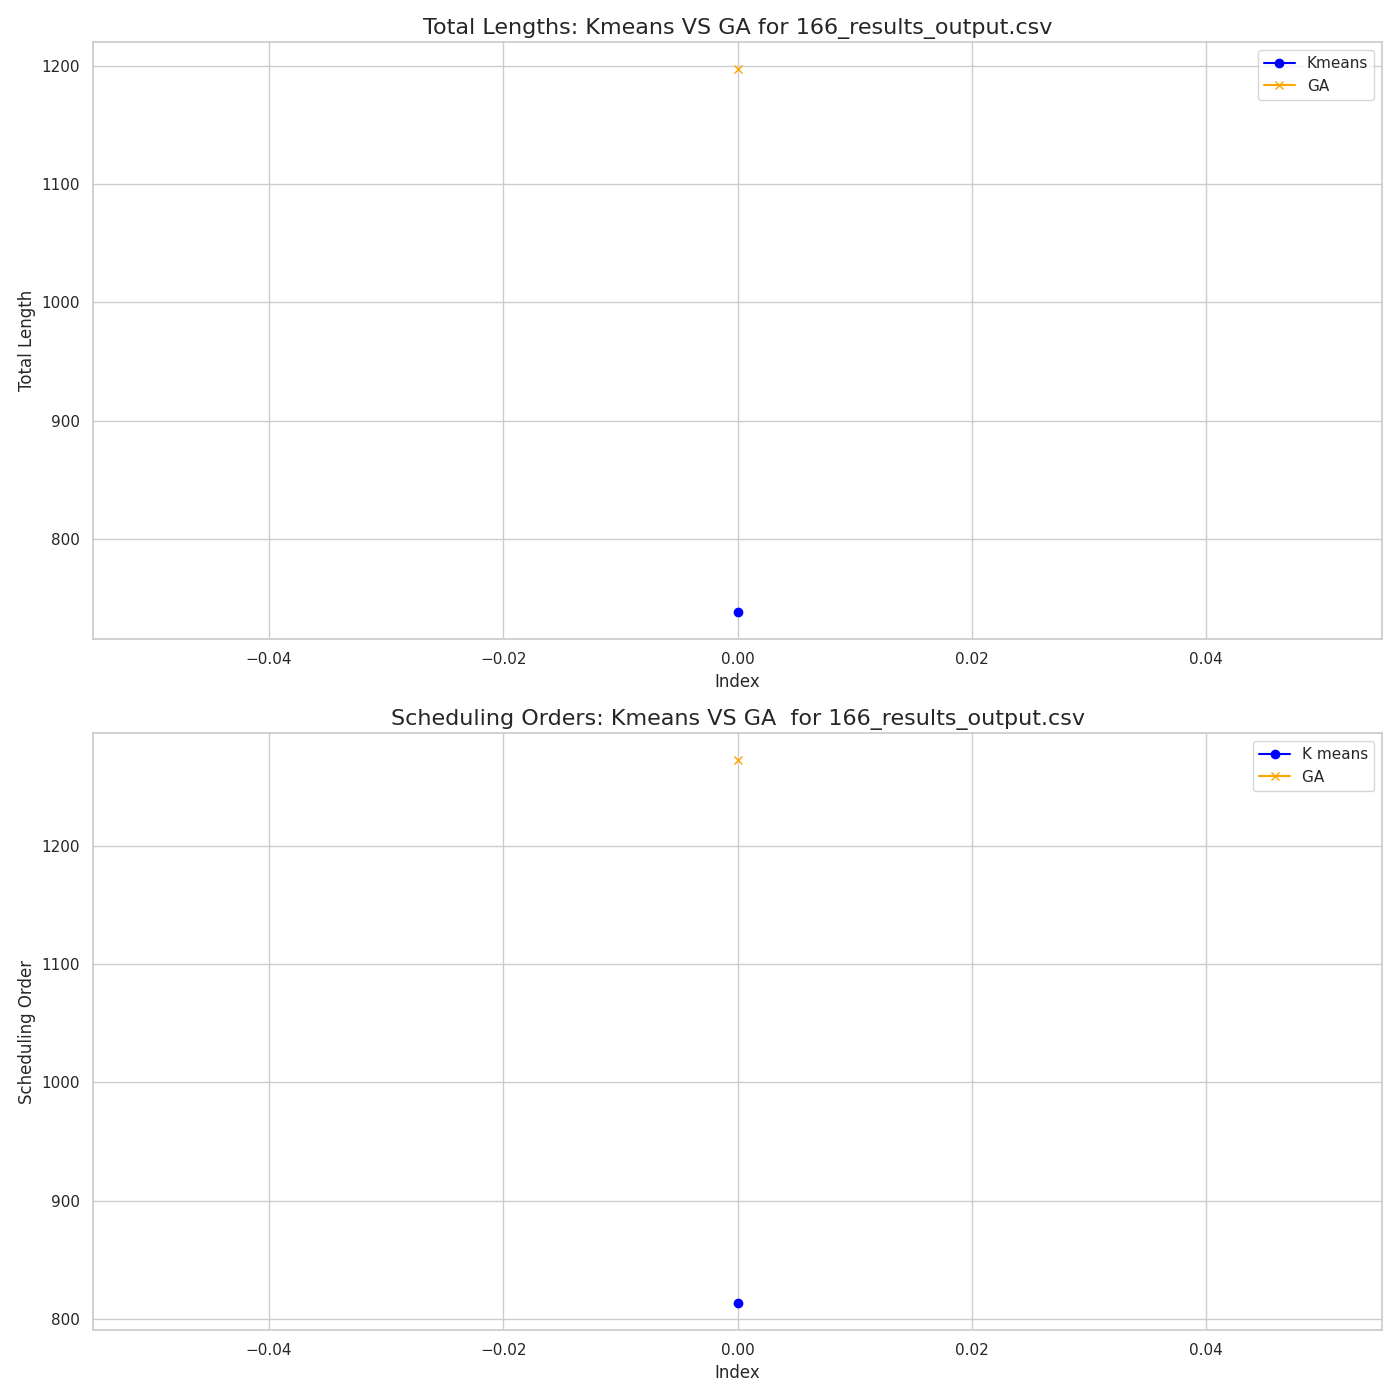 Total Lengths: Kmeans VS GA for 166_results_output.csv
Kmeans
GA
1200
1100
1000
900
800
Total Length
−0.04
−0.02
0.00
0.02
0.04
Index
Scheduling Orders: Kmeans VS GA  for 166_results_output.csv
K means
GA
1200
1100
1000
900
800
Scheduling Order
−0.04
−0.02
0.00
0.02
0.04
Index